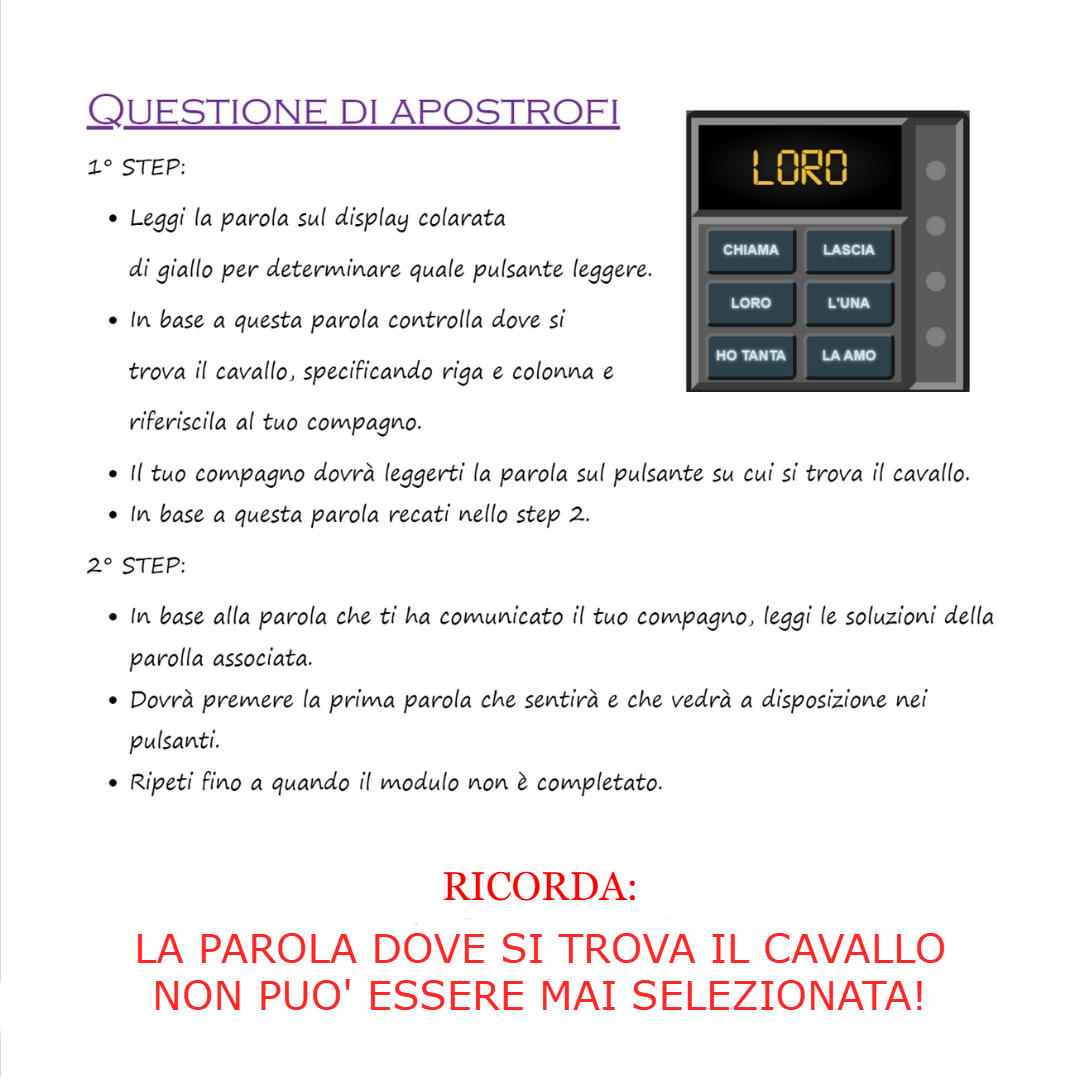 QUESTIONE DI APOSTROFI
1° STEP:
• Leggi la parola sul display colarata
di giallo per determinare quale pulsante leggere.
• In base a questa parola controlla dove si
trova il cavallo, specificando riga e colonna e
riferiscila al tuo compagno.
LORO
CHIAMA LASCIA
LORO L'UNA
HO TANTA LA AMO
• Il tuo compagno dovrà leggerti la parola sul pulsante su cui si trova il cavallo.
• In base a questa parola recati nello step 2.
2° STEP:
• In base alla parola che ti ha comunicato il tuo compagno, leggi le soluzioni della
parolla associata.
• Dovrà premere la prima parola che sentirà e che vedrà a disposizione nei
pulsanti.
• Ripeti fino a quando il modulo non è completato.
RICORDA:
LA PAROLA DOVE SI TROVA IL CAVALLO
NON PUO' ESSERE MAI SELEZIONATA!